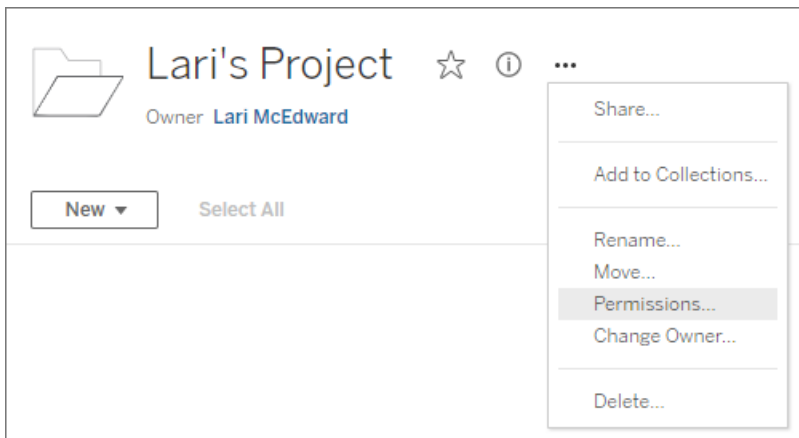 Lari's Project
Owner Lari McEdward
New
Select All
Share...
Add to Collections...
Rename...
Move...
Permissions...
Change Owner...
Delete...